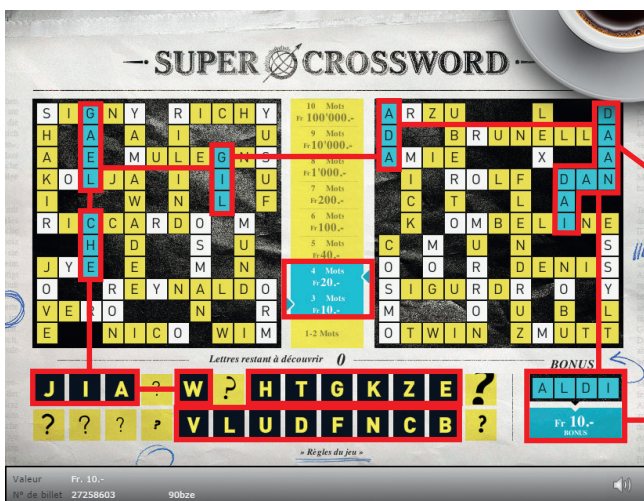 SUPER CROSSWORD
S I G N Y R I C H Y
H A A I U
A E M U L E G N S
K O L J A I I U
I W N L F
R I C C A R D O M
H D S U
J Y E E M N
O R E Y N A L D O
V E R O N R
E N I C O W I M
10 Mots
Fr 100'000.-
9 Mots
Fr 10'000.-
8 Mots
Fr 1'000.-
7 Mots
Fr 200.-
6 Mots
Fr 100.-
5 Mots
Fr 40.-
4 Mots
Fr 20.-
3 Mots
Fr 10.-
1-2 Mots
A R Z U L D
D B R U N E L L A
A M I E X A
I R O L F D A N
I C T L A
K O M B E L I N E
C M U N S
O O R D E N I S
S I G U R D R O Y
M O U B L
O T W I N Z M U T T
Lettres restant à découvrir 0
BONUS
J I A ? W ? H T G K Z E ?
? ? ? ? V L U D F N C B ?
A L D I
Fr 10.-
BONUS
» Règles du jeu »
Valeur Fr. 10.-
N° de billet 27258603 90bze